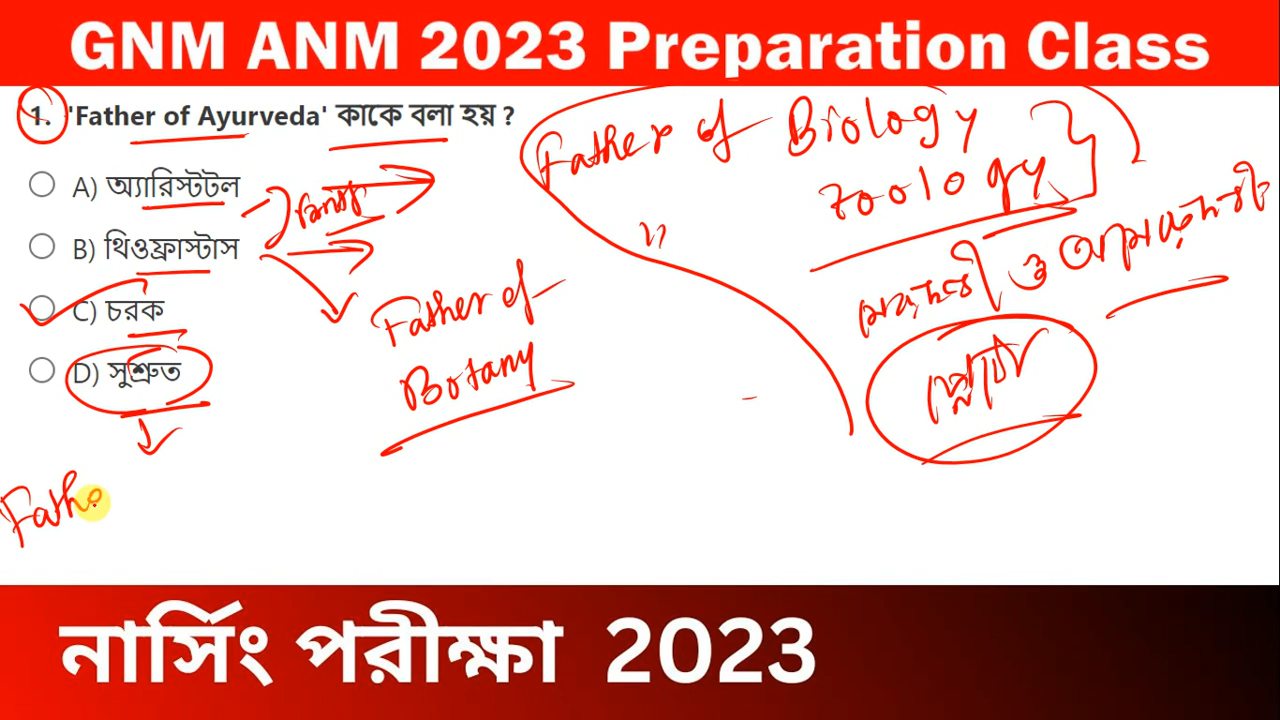 GNM ANM 2023 Preparation Class
1. 'Father of Ayurveda' কাকে বলা হয় ?
A) অ্যারিস্টটল
B) থিওফ্রাস্টাস
C) চরক
D) সুশ্রুত
Father of Biology
Zoology
"
ও
প্লেটো
Father of
Botany
Fathe
নার্সিং পরীক্ষা 2023